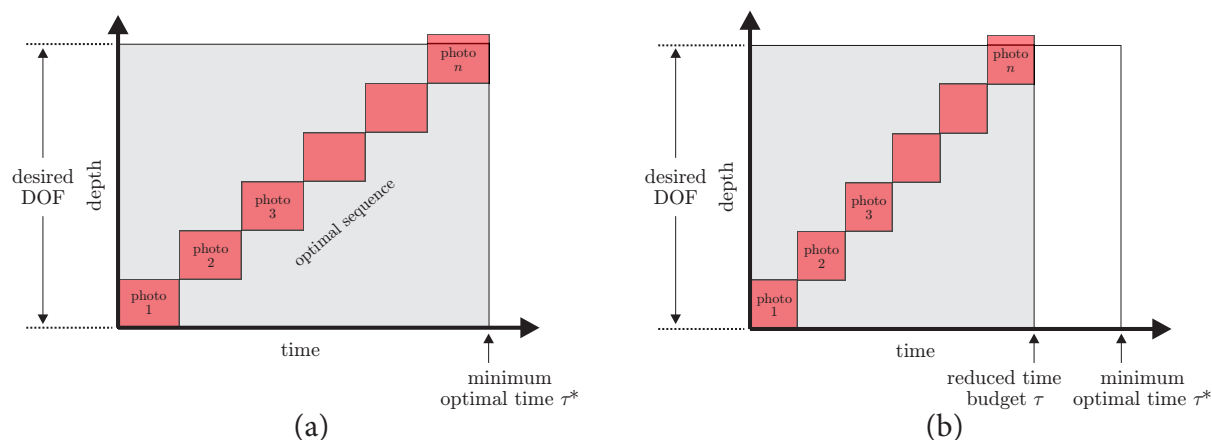 photo
n
desired
DOF
depth
photo
3
optimal sequence
photo
2
photo
1
time
minimum
optimal time τ*
(a)
photo
n
desired
DOF
depth
photo
3
photo
2
photo
1
time
reduced time
budget τ
minimum
optimal time τ*
(b)